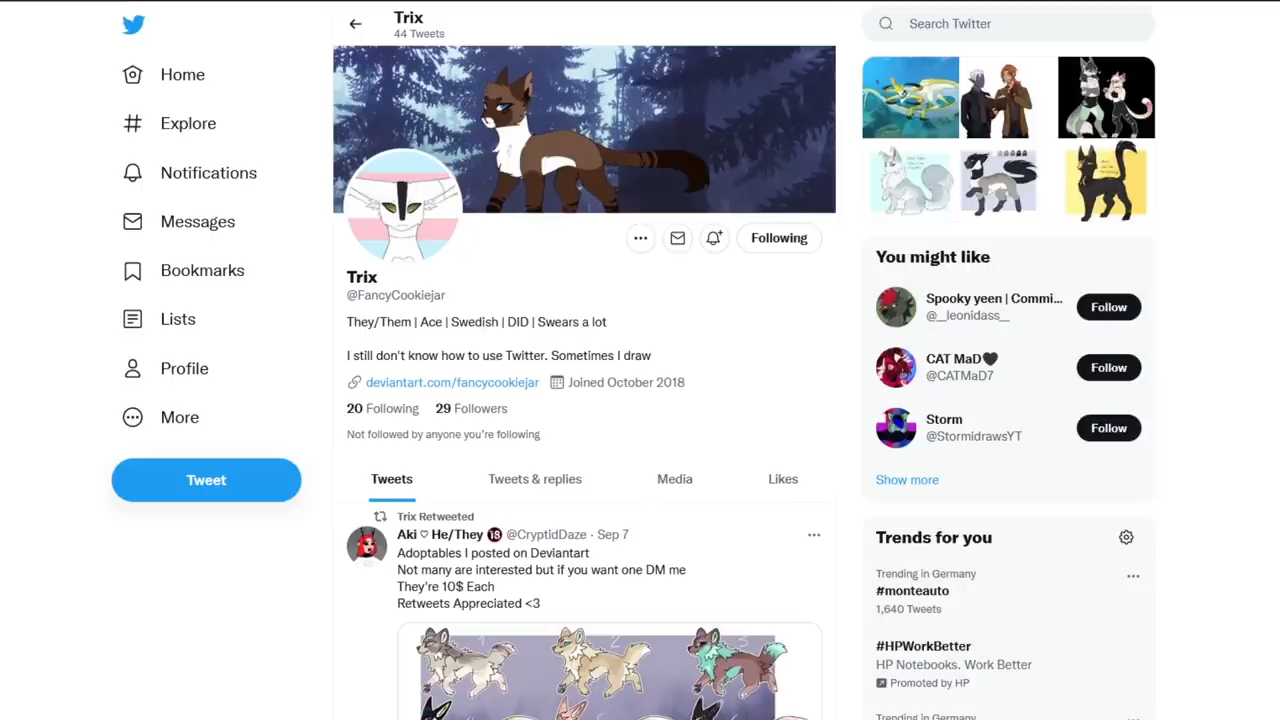 Home
Explore
Notifications
Messages
Bookmarks
Lists
Profile
More
Tweet
Trix
44 Tweets
Following
Trix
@FancyCookiejar
They/Them | Ace | Swedish | DID | Swears a lot
I still don't know how to use Twitter. Sometimes I draw
deviantart.com/fancycookiejar Joined October 2018
20 Following 29 Followers
Not followed by anyone you're following
Tweets Tweets & replies Media Likes
Trix Retweeted
Aki ♡ He/They 🔞 @CryptidDaze · Sep 7
Adoptables I posted on Deviantart
Not many are interested but if you want one DM me
They're 10$ Each
Retweets Appreciated <3
1 2 3
Search Twitter
You might like
Spooky yeen | Commi...
@__leonidass__
Follow
CAT MaD🖤
@CATMaD7
Follow
Storm
@StormidrawsYT
Follow
Show more
Trends for you
Trending in Germany
#monteauto
1,640 Tweets
#HPWorkBetter
HP Notebooks. Work Better
Promoted by HP
Trending in Germany